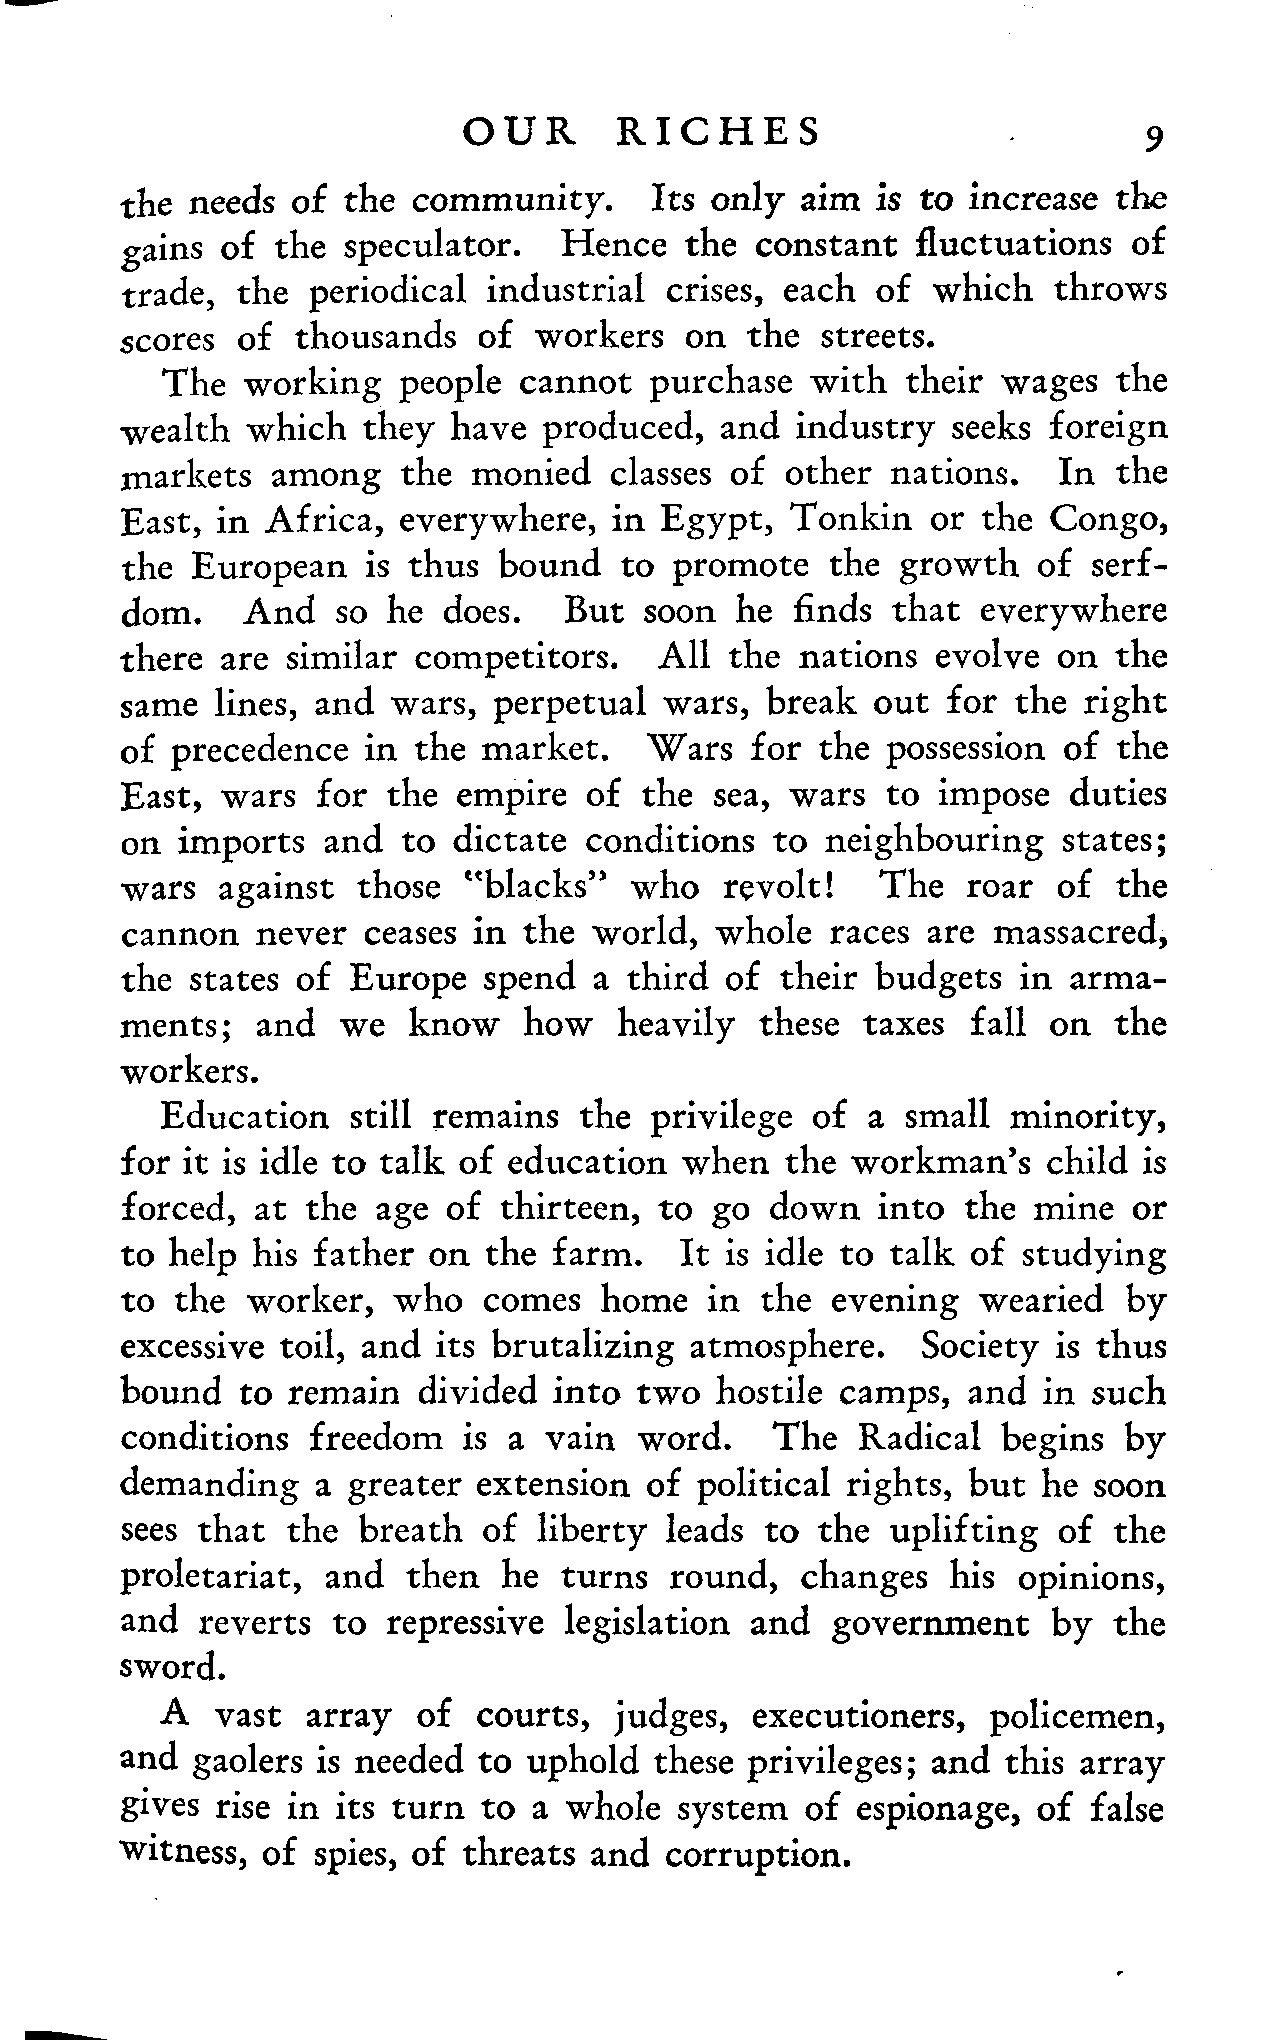 OUR RICHES 9
the needs of the community. Its only aim is to increase the
gains of the speculator. Hence the constant fluctuations of
trade, the periodical industrial crises, each of which throws
scores of thousands of workers on the streets.
The working people cannot purchase with their wages the
wealth which they have produced, and industry seeks foreign
markets among the monied classes of other nations. In the
East, in Africa, everywhere, in Egypt, Tonkin or the Congo,
the European is thus bound to promote the growth of serf-
dom. And so he does. But soon he finds that everywhere
there are similar competitors. All the nations evolve on the
same lines, and wars, perpetual wars, break out for the right
of precedence in the market. Wars for the possession of the
East, wars for the empire of the sea, wars to impose duties
on imports and to dictate conditions to neighbouring states;
wars against those "blacks" who revolt! The roar of the
cannon never ceases in the world, whole races are massacred,
the states of Europe spend a third of their budgets in arma-
ments; and we know how heavily these taxes fall on the
workers.
Education still remains the privilege of a small minority,
for it is idle to talk of education when the workman's child is
forced, at the age of thirteen, to go down into the mine or
to help his father on the farm. It is idle to talk of studying
to the worker, who comes home in the evening wearied by
excessive toil, and its brutalizing atmosphere. Society is thus
bound to remain divided into two hostile camps, and in such
conditions freedom is a vain word. The Radical begins by
demanding a greater extension of political rights, but he soon
sees that the breath of liberty leads to the uplifting of the
proletariat, and then he turns round, changes his opinions,
and reverts to repressive legislation and government by the
sword.
A vast array of courts, judges, executioners, policemen,
and gaolers is needed to uphold these privileges; and this array
gives rise in its turn to a whole system of espionage, of false
witness, of spies, of threats and corruption.